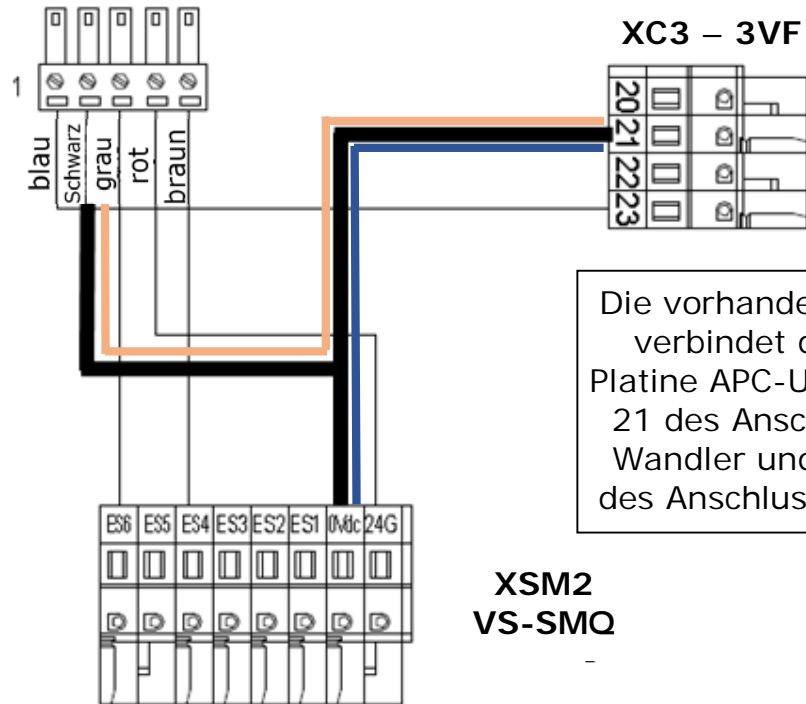 XC3 – 3VF
1
blau
Schwarz
grau
rot
braun
20
21
22
23
Die vorhande
verbindet
Platine APC-U
21 des Ansc
Wandler und
des Anschlus
ES6 ES5 ES4 ES3 ES2 ES1 0Vdc 24G
XSM2
VS-SMQ
–